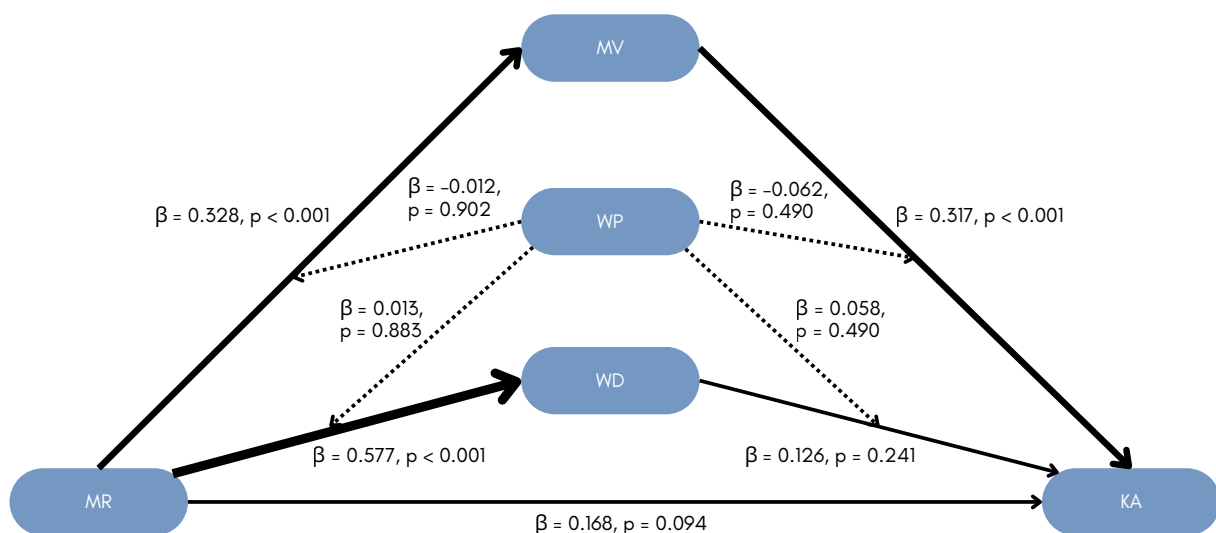 MV
β = -0.012,
p = 0.902
β = -0.062,
p = 0.490
β = 0.328, p < 0.001
WP
β = 0.317, p < 0.001
β = 0.013,
p = 0.883
β = 0.058,
p = 0.490
WD
β = 0.577, p < 0.001
β = 0.126, p = 0.241
MR
KA
β = 0.168, p = 0.094